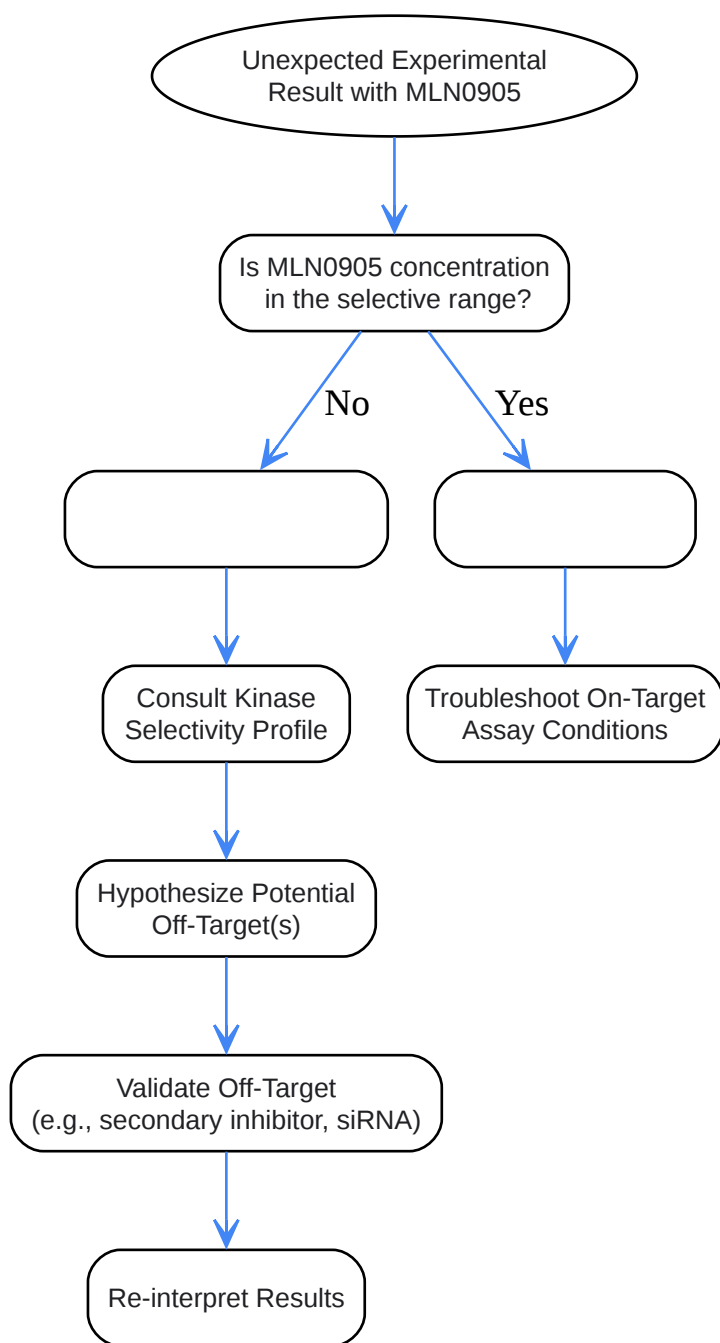 Unexpected Experimental
Result with MLN0905
Is MLN0905 concentration
in the selective range?
No
Yes
Consult Kinase
Selectivity Profile
Troubleshoot On-Target
Assay Conditions
Hypothesize Potential
Off-Target(s)
Validate Off-Target
(e.g., secondary inhibitor, siRNA)
Re-interpret Results